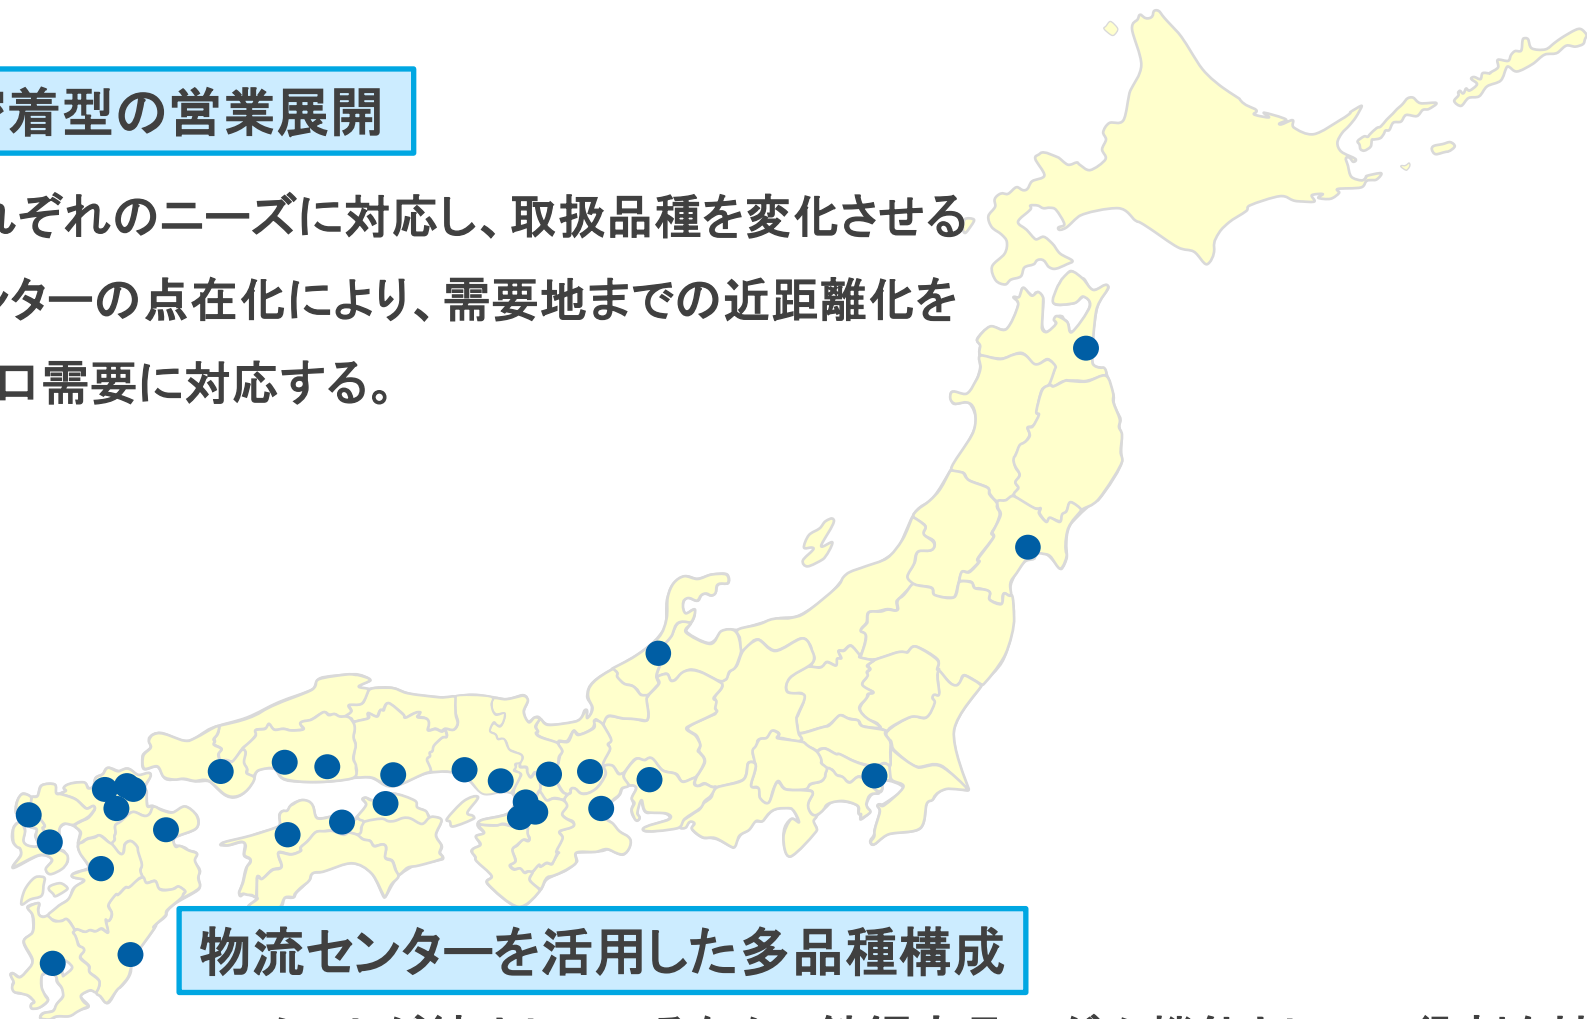 着型の営業展開
れぞれのニーズに対応し、取扱品種を変化させる
ンターの点在化により、需要地までの近距離化を
口需要に対応する。
物流センターを活用した多品種構成